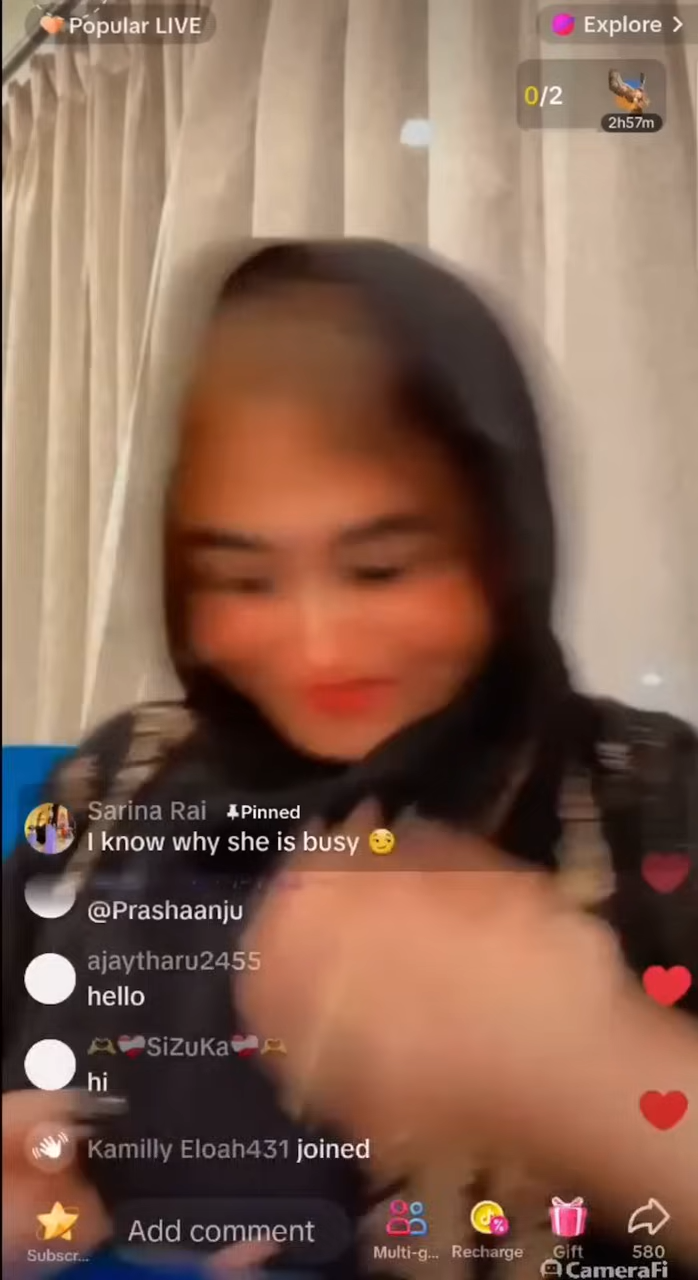 Popular LIVE
Explore
0/2
2h57m
Sarina Rai Pinned
I know why she is busy 😏
@Prashaanju
ajaytharu2455
hello
🫶❤️‍🩹SiZuKa❤️‍🩹🫶
hi
Kamilly Eloah431 joined
Add comment
Subscr...
Multi-g...
Recharge
Gift
580
CameraFi